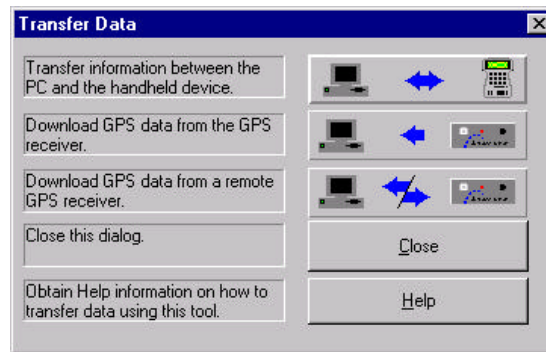 Transfer Data
Transfer information between the
PC and the handheld device.
Download GPS data from the GPS
receiver.
Download GPS data from a remote
GPS receiver.
Close this dialog.
Close
Obtain Help information on how to
transfer data using this tool.
Help